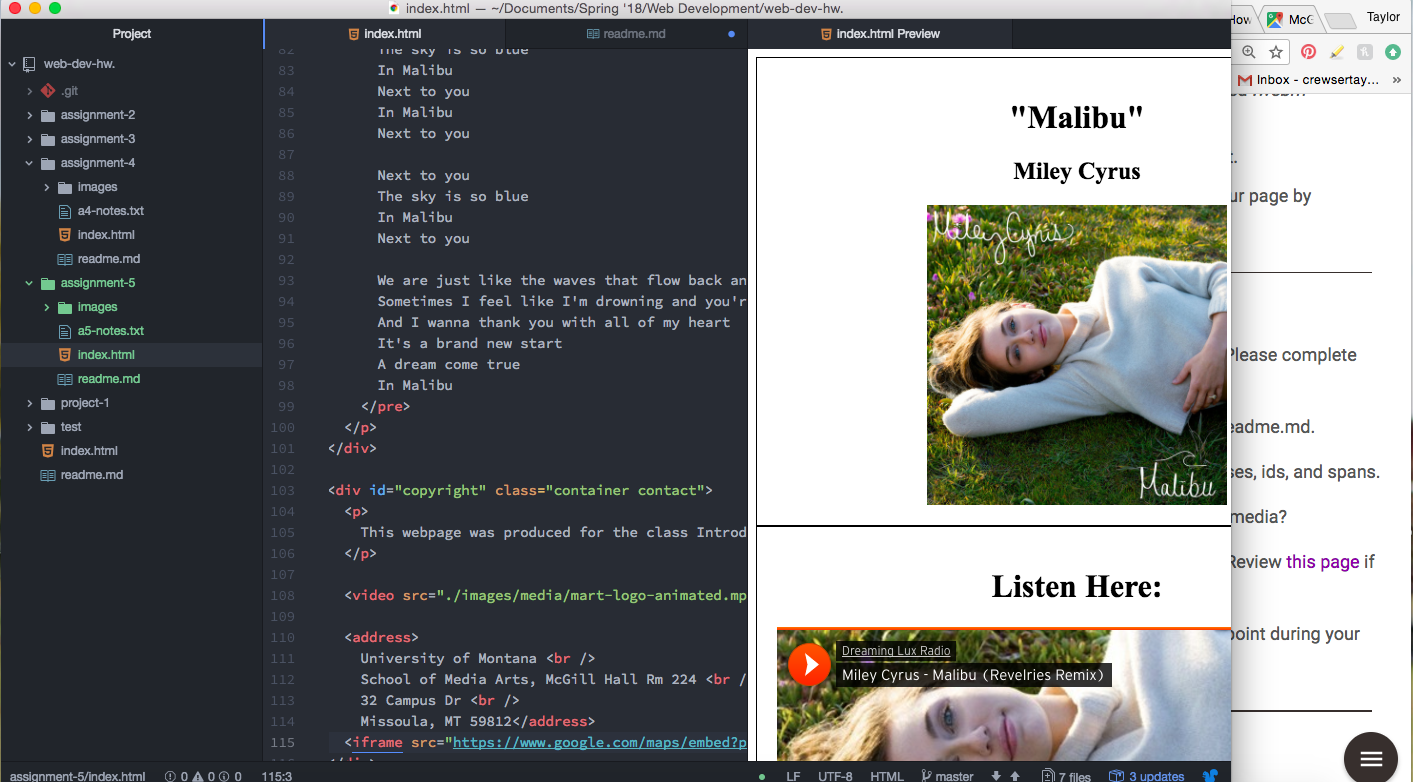 index.html — ~/Documents/Spring '18/Web Development/web-dev-hw.
Taylor
Project
index.html
readme.md
index.html Preview
Inbox - crewsertay...
web-dev-hw.
.git
assignment-2
assignment-3
assignment-4
images
a4-notes.txt
index.html
readme.md
assignment-5
images
a5-notes.txt
index.html
readme.md
project-1
test
index.html
readme.md
82 The sky is so blue
83 In Malibu
84 Next to you
85 In Malibu
86 Next to you
87
88 Next to you
89 The sky is so blue
90 In Malibu
91 Next to you
92
93 We are just like the waves that flow back an
94 Sometimes I feel like I'm drowning and you'r
95 And I wanna thank you with all of my heart
96 It's a brand new start
97 A dream come true
98 In Malibu
99 </pre>
100 </p>
101 </div>
102
103 <div id="copyright" class="container contact">
104 <p>
105 This webpage was produced for the class Introd
106 </p>
107
108 <video src="./images/media/mart-logo-animated.mp
109
110 <address>
111 University of Montana <br />
112 School of Media Arts, McGill Hall Rm 224 <br /
113 32 Campus Dr <br />
114 Missoula, MT 59812</address>
115 <iframe src="https://www.google.com/maps/embed?p
"Malibu"
Miley Cyrus
Miley Cyrus
Malibu
Listen Here:
Dreaming Lux Radio
Miley Cyrus - Malibu (Revelries Remix)
ur page by
Please complete
eadme.md.
ses, ids, and spans.
media?
Review this page if
point during your
assignment-5/index.html 0 0 0 115:3
LF UTF-8 HTML master 7 files 3 updates